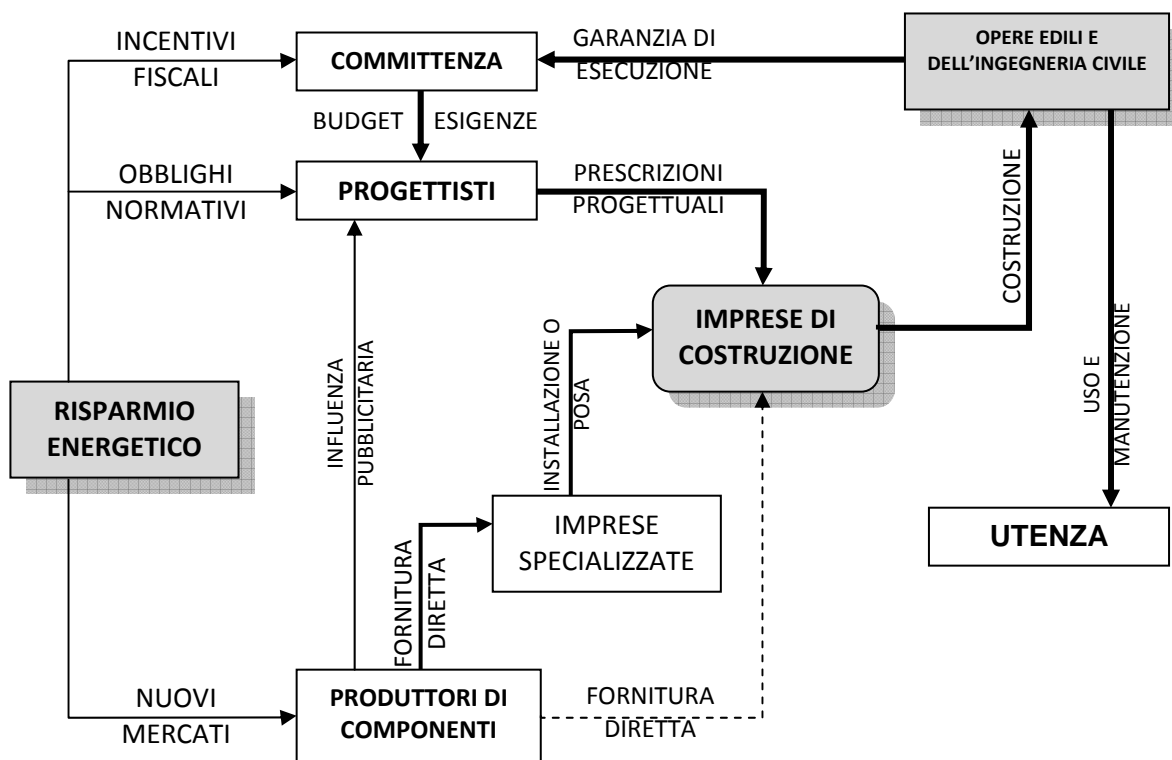 INCENTIVI
FISCALI
COMMITTENZA
GARANZIA DI
ESECUZIONE
OPERE EDILI E
DELL'INGEGNERIA CIVILE
BUDGET
ESIGENZE
OBBLIGHI
NORMATIVI
PROGETTISTI
PRESCRIZIONI
PROGETTUALI
COSTRUZIONE
IMPRESE DI
COSTRUZIONE
USO E
MANUTENZIONE
RISPARMIO
ENERGETICO
INFLUENZA
PUBBLICITARIA
INSTALLAZIONE O
POSA
FORNITURA
DIRETTA
IMPRESE
SPECIALIZZATE
UTENZA
NUOVI
MERCATI
PRODUTTORI DI
COMPONENTI
FORNITURA
DIRETTA